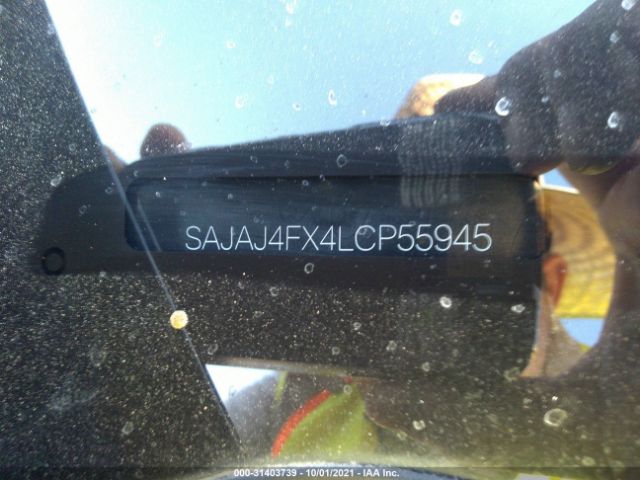 SAJAJ4FX4LCP55945
000-31403739 - 10/01/2021 - IAA Inc.